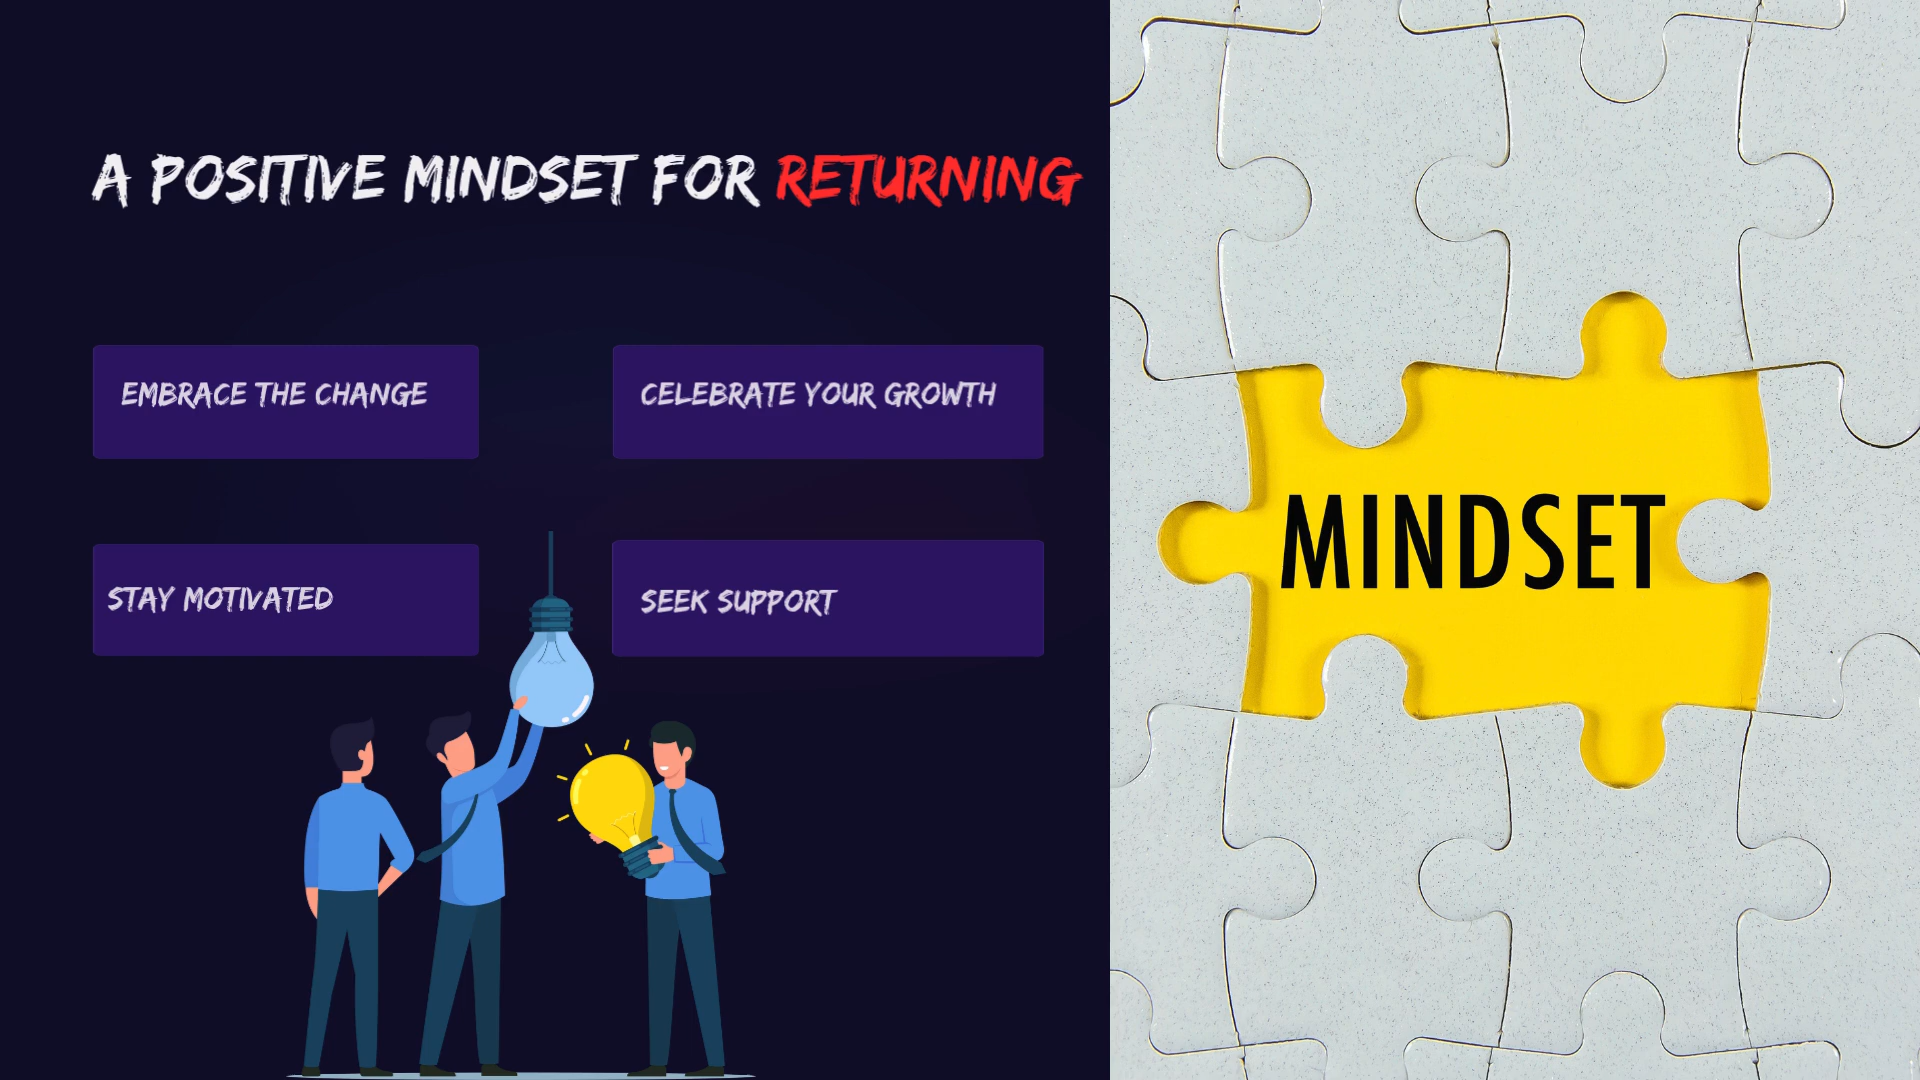 A POSITIVE MINDSET FOR RETURNING
EMBRACE THE CHANGE
CELEBRATE YOUR GROWTH
STAY MOTIVATED
SEEK SUPPORT
MINDSET